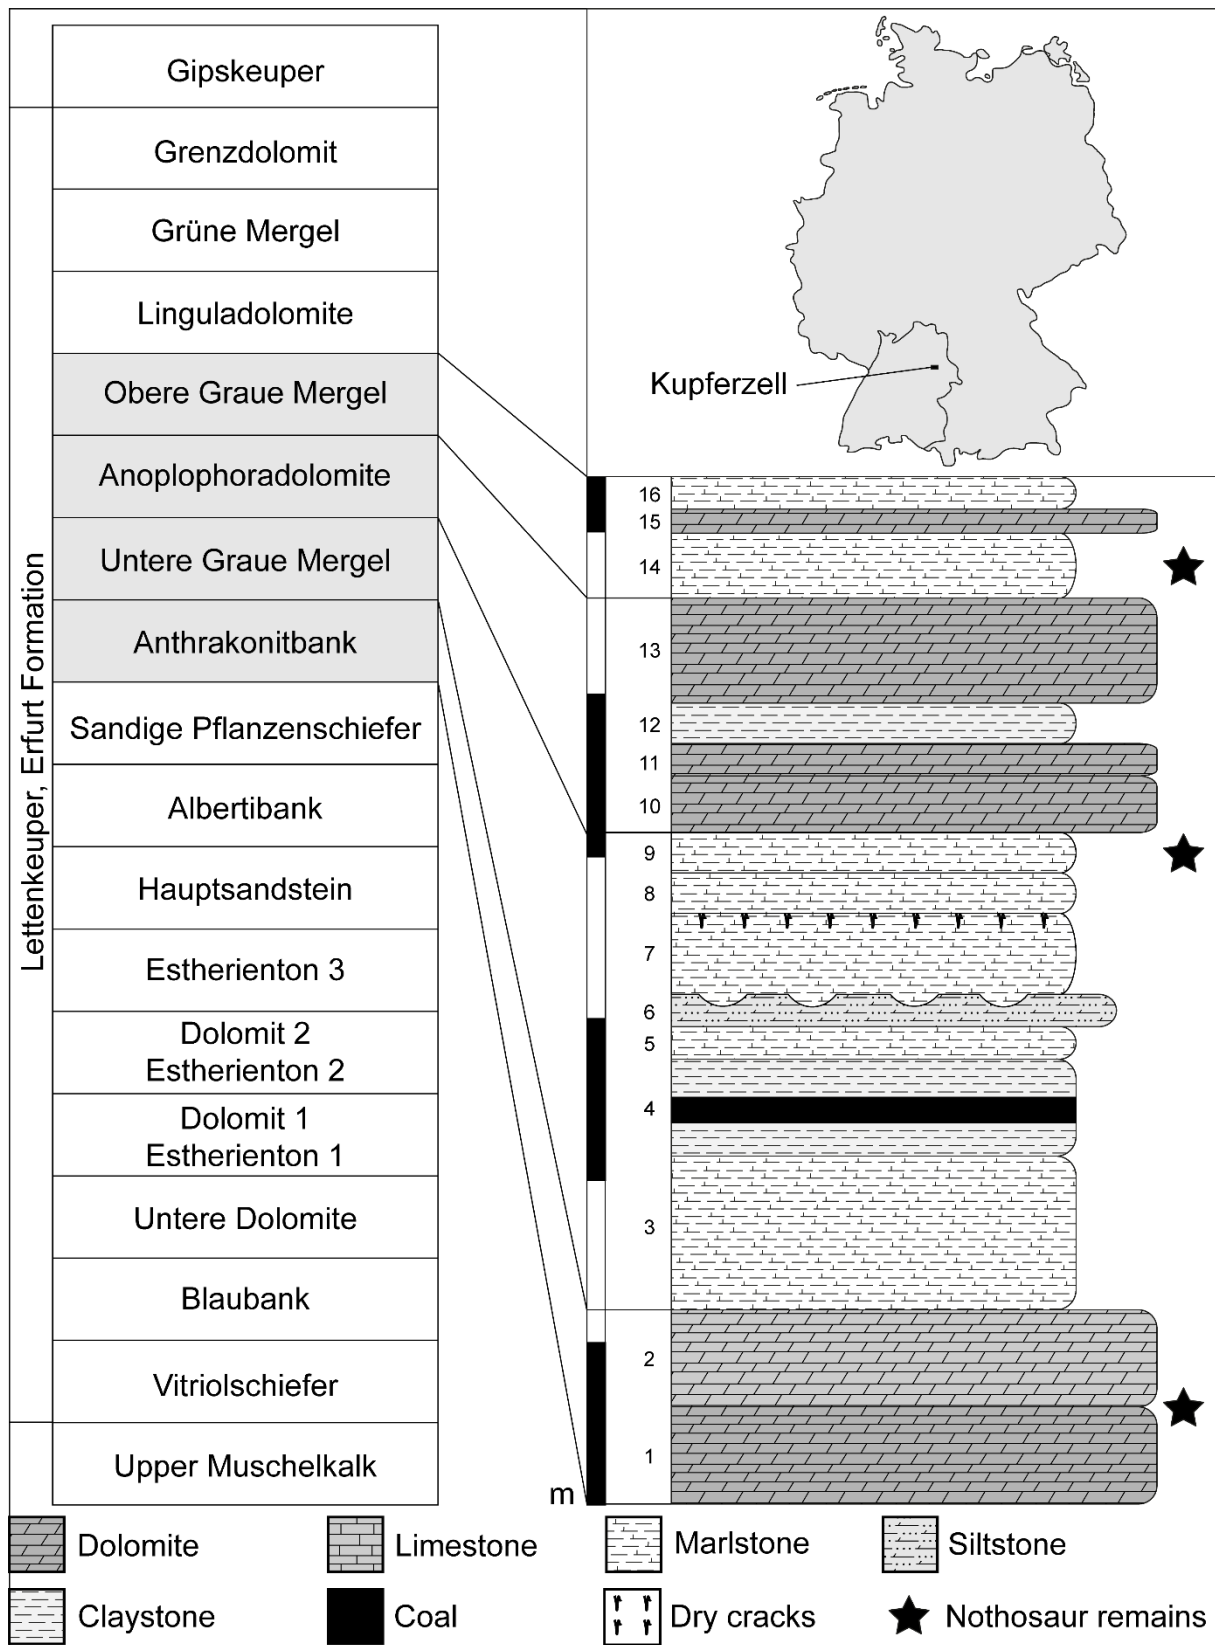 Gipskeuper
Grenzdolomit
Grüne Mergel
Linguladolomite
Obere Graue Mergel
Anoplophoradolomite
Untere Graue Mergel
Anthrakonitbank
Sandige Pflanzenschiefer
Albertibank
Hauptsandstein
Estherienton 3
Dolomit 2
Estherienton 2
Dolomit 1
Estherienton 1
Untere Dolomite
Blaubank
Vitriolschiefer
Upper Muschelkalk
Lettenkeuper, Erfurt Formation
Kupferzell
16
15
14
13
12
11
10
9
8
7
6
5
4
3
2
1
m
Dolomite
Limestone
Marlstone
Siltstone
Claystone
Coal
Dry cracks
Nothosaur remains